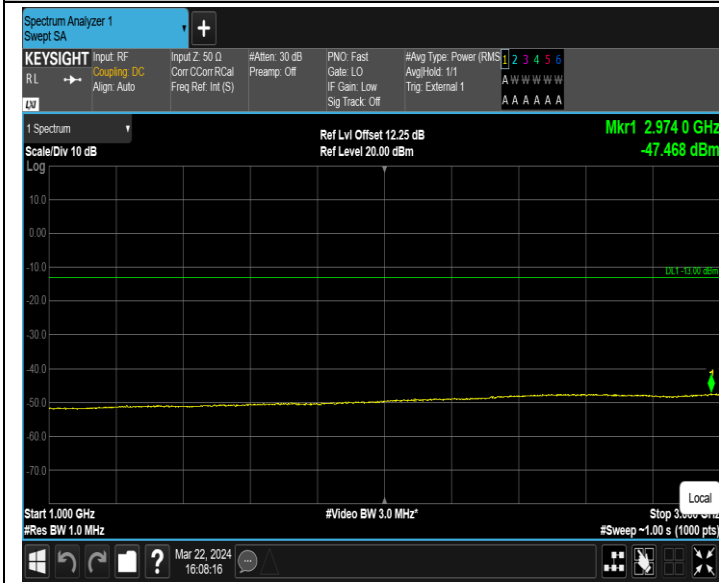 Spectrum Analyzer 1
Swept SA
+
KEYSIGHT
RL
LXI
Input: RF
Coupling: DC
Align: Auto
Input Z: 50 Ω
Corr CCorr RCal
Freq Ref: Int (S)
#Atten: 30 dB
Preamp: Off
PNO: Fast
Gate: LO
IF Gain: Low
Sig Track: Off
#Avg Type: Power (RMS
Avg|Hold: 1/1
Trig: External 1
1 2 3 4 5 6
A W W W W W
A A A A A A
1 Spectrum
Scale/Div 10 dB
Log
Ref Lvl Offset 12.25 dB
Ref Level 20.00 dBm
Mkr1 2.974 0 GHz
-47.468 dBm
10.0
0.00
-10.0
DL1 -13.00 dBm
-20.0
-30.0
-40.0
1
-50.0
-60.0
-70.0
Local
Start 1.000 GHz
#Video BW 3.0 MHz*
Stop 3.000 GHz
#Res BW 1.0 MHz
#Sweep ~1.00 s (1000 pts)
?
Mar 22, 2024
16:08:16